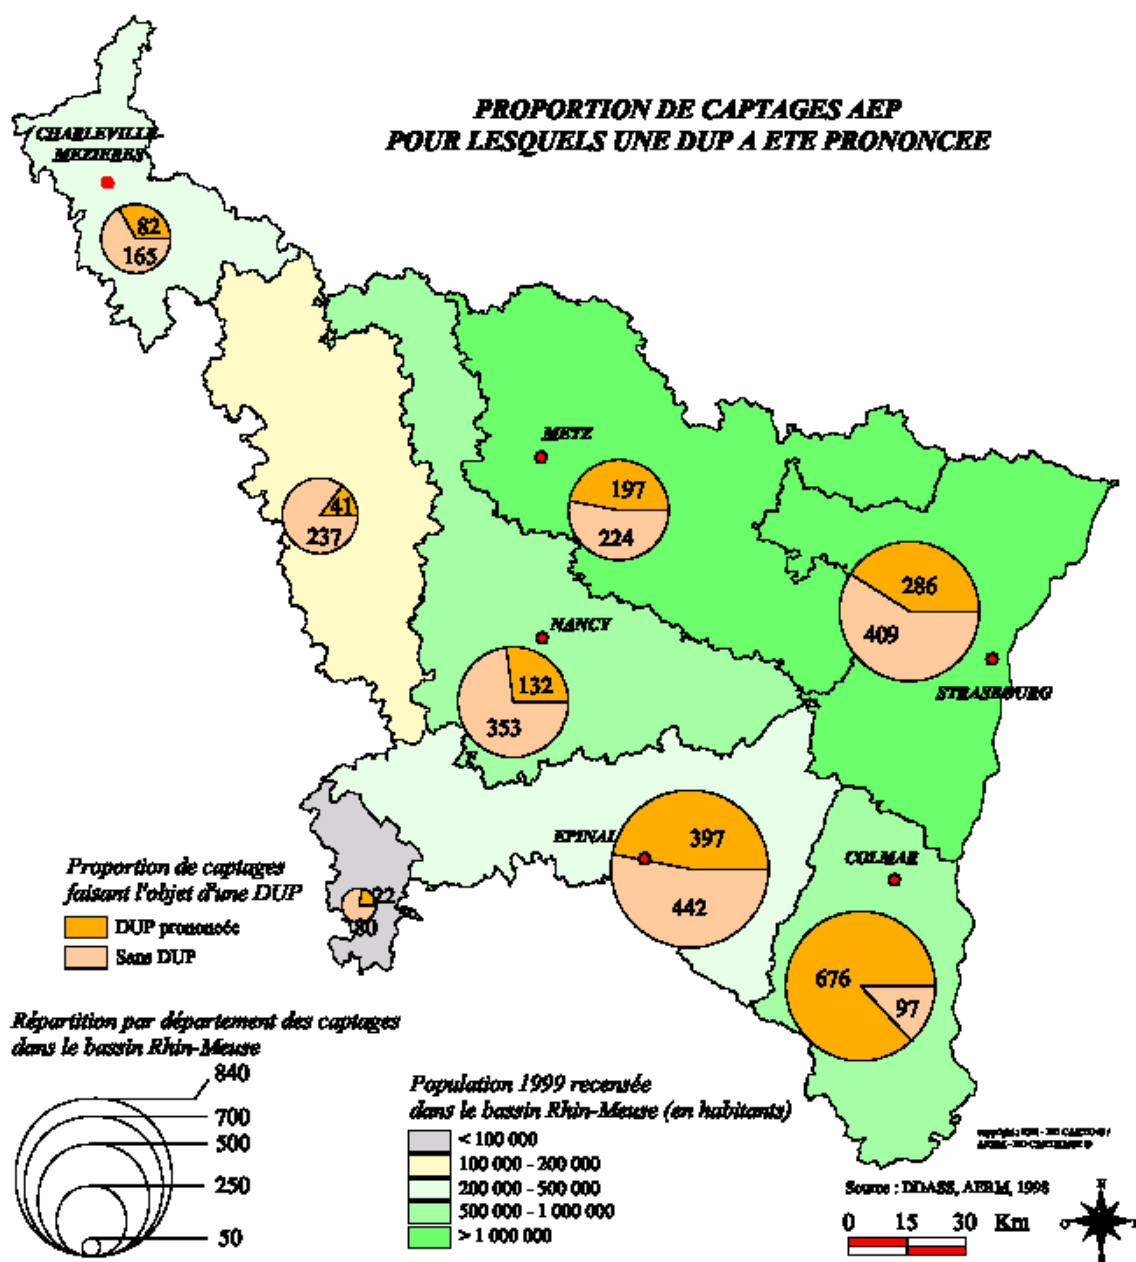 PROPORTION DE CAPTAGES AEP
POUR LESQUELS UNE DUP A ETE PRONONCEE
CHARLEVILLE-
MEZIERES
82
165
METZ
197
224
41
237
286
409
NANCY
STRASBOURG
132
353
EPINAL
397
442
COLMAR
676
97
22
80
Proportion de captages
faisant l'objet d'une DUP
DUP prononcée
Sans DUP
Répartition par département des captages
dans le bassin Rhin-Meuse
840
700
500
250
50
Population 1999 recensée
dans le bassin Rhin-Meuse (en habitants)
< 100 000
100 000 - 200 000
200 000 - 500 000
500 000 - 1 000 000
> 1 000 000
Source : DDASS, AERM, 1998
0 15 30 Km
N